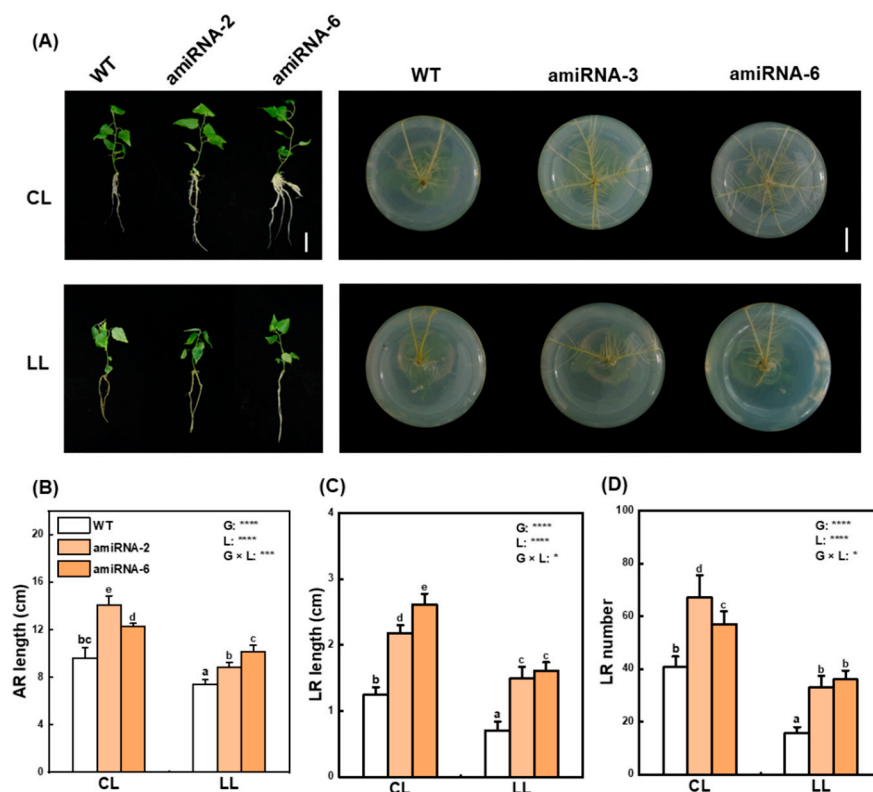 (A)
WT
amiRNA-2
amiRNA-6
WT
amiRNA-3
amiRNA-6
CL
LL
(B)
WT
amiRNA-2
amiRNA-6
G: ****
L: ****
G × L: ***
AR length (cm)
22
20
16
12
8
4
0
bc
e
d
a
b
c
CL
LL
(C)
G: ****
L: ****
G × L: *
LR length (cm)
4
3
2
1
0
b
d
e
a
c
c
CL
LL
(D)
G: ****
L: ****
G × L: *
LR number
100
80
60
40
20
0
b
d
c
a
b
b
CL
LL